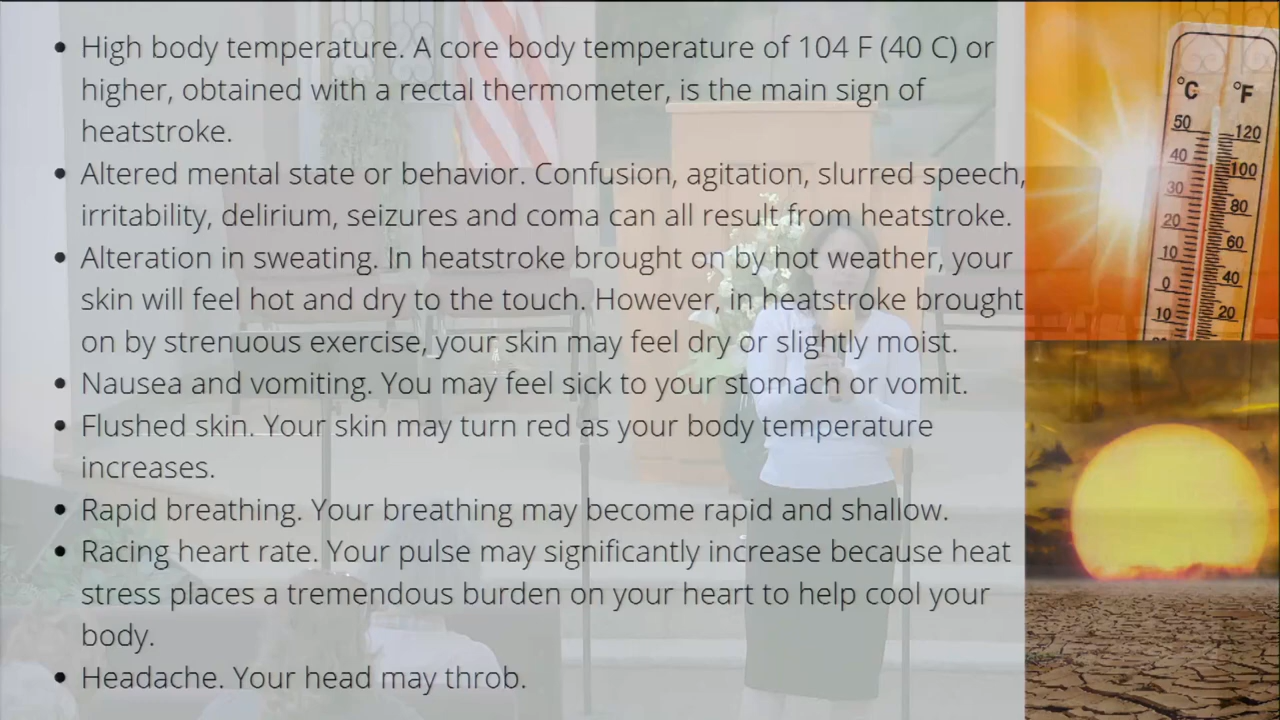 • High body temperature. A core body temperature of 104 F (40 C) or
higher, obtained with a rectal thermometer, is the main sign of
heatstroke.
• Altered mental state or behavior. Confusion, agitation, slurred speech,
irritability, delirium, seizures and coma can all result from heatstroke.
• Alteration in sweating. In heatstroke brought on by hot weather, your
skin will feel hot and dry to the touch. However, in heatstroke brought
on by strenuous exercise, your skin may feel dry or slightly moist.
• Nausea and vomiting. You may feel sick to your stomach or vomit.
• Flushed skin. Your skin may turn red as your body temperature
increases.
• Rapid breathing. Your breathing may become rapid and shallow.
• Racing heart rate. Your pulse may significantly increase because heat
stress places a tremendous burden on your heart to help cool your
body.
• Headache. Your head may throb.
°C °F
50 120
40 100
30 80
20 60
10 40
0 20
10